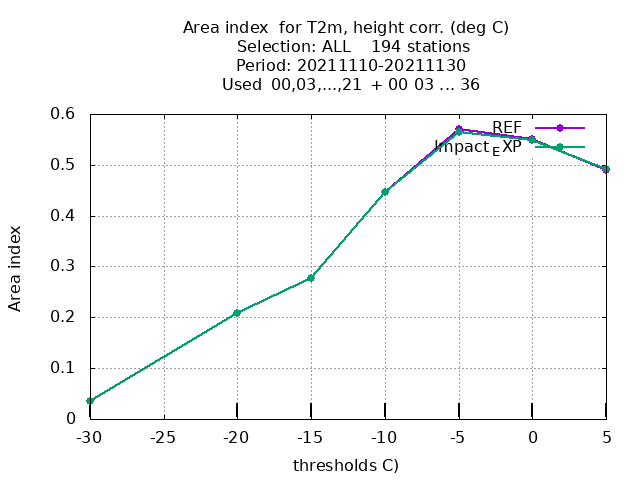 Area index  for T2m, height corr. (deg C)
Selection: ALL    194 stations
Period: 20211110-20211130
Used  00,03,...,21  + 00 03 ... 36
0.6
REF
Impact_EXP
0.5
0.4
0.3
0.2
0.1
0
Area index
-30 -25 -20 -15 -10 -5 0 5
thresholds C)